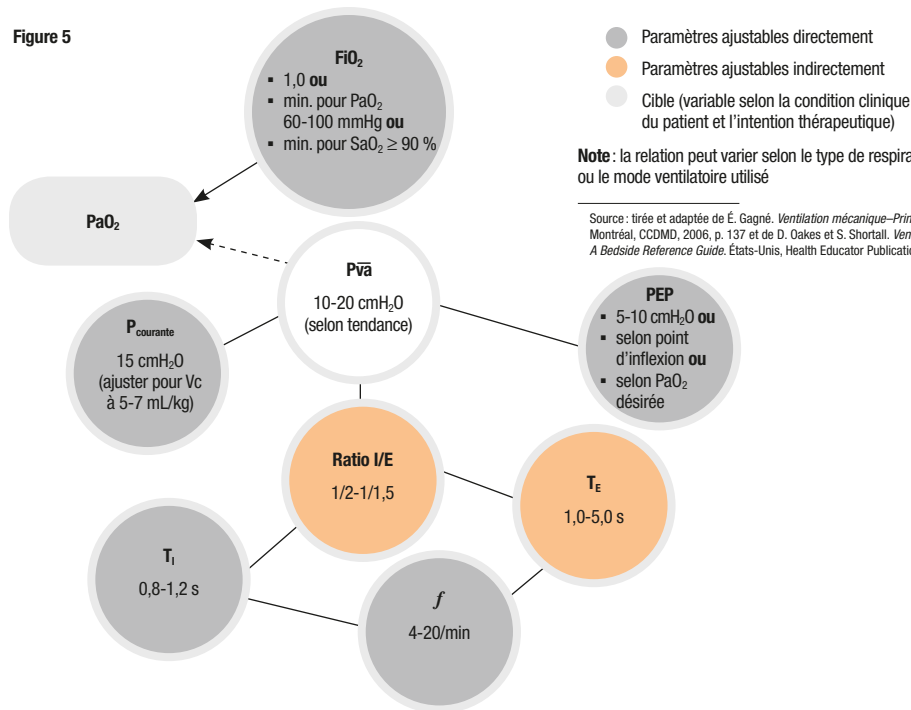 Figure 5
FiO₂
▪ 1,0 ou
▪ min. pour PaO₂
60-100 mmHg ou
▪ min. pour SaO₂ ≥ 90 %
Paramètres ajustables directement
Paramètres ajustables indirectement
Cible (variable selon la condition clinique
du patient et l'intention thérapeutique)
Note : la relation peut varier selon le type de
ou le mode ventilatoire utilisé
Source : tirée et adaptée de É. Gagné. Ventilation mécanique–
Montréal, CCDMD, 2006, p. 137 et de D. Oakes et S. Shortall.
A Bedside Reference Guide. États-Unis, Health Educator
PaO₂
Pv̅a̅
10-20 cmH₂O
(selon tendance)
PEP
▪ 5-10 cmH₂O ou
▪ selon point
d'inflexion ou
▪ selon PaO₂
désirée
P courante
15 cmH₂O
(ajuster pour Vc
à 5-7 mL/kg)
Ratio I/E
1/2-1/1,5
T_E
1,0-5,0 s
T_I
0,8-1,2 s
f
4-20/min